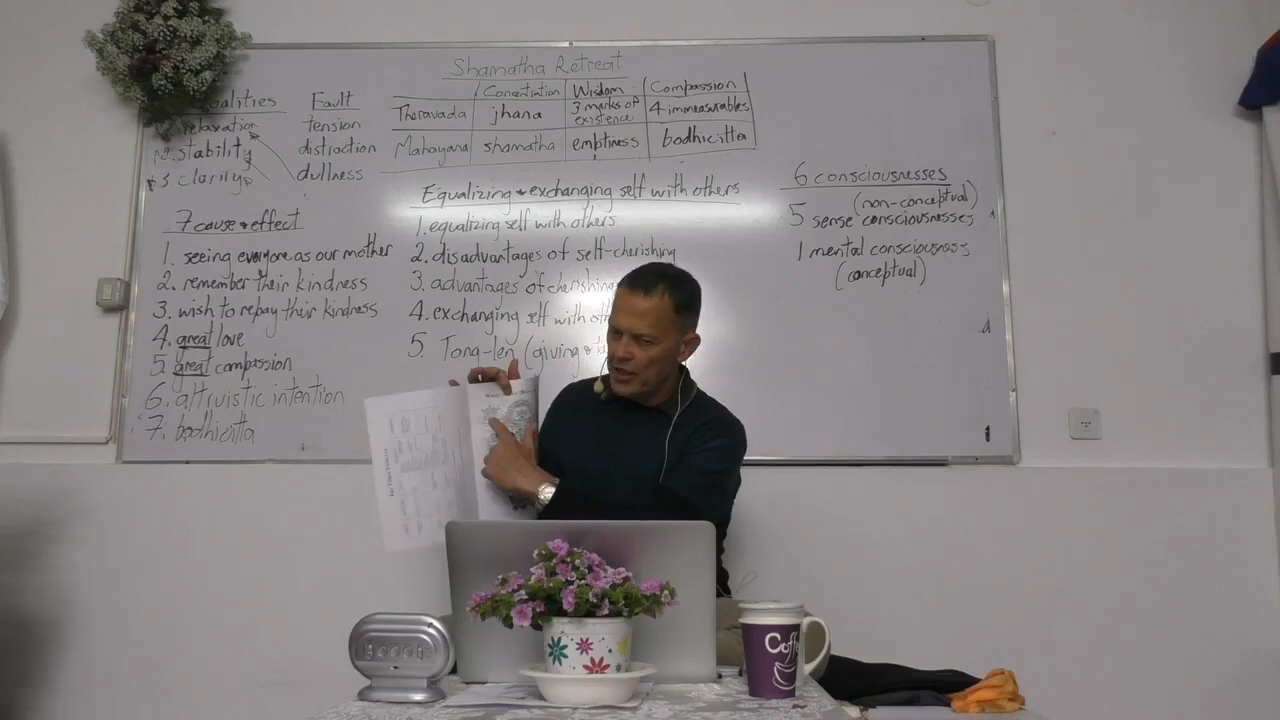 Shamatha Retreat
Concentration Wisdom Compassion
Theravada jhana 3 marks of existence 4 immeasurables
Mahayana shamatha emptiness bodhicitta
Fault
relaxation tension
2. stability distraction
3 clarity dullness
7 cause & effect
1. seeing everyone as our mother
2. remember their kindness
3. wish to repay their kindness
4. great love
5. great compassion
6. altruistic intention
7. bodhicitta
Equalizing & exchanging self with others
1. equalizing self with others
2. disadvantages of self-cherishing
3. advantages of cherishing
4. exchanging self with
5. Tong-len (giving &
6 consciousnesses
(non-conceptual)
5 sense consciousnesses
1 mental consciousness
(conceptual)